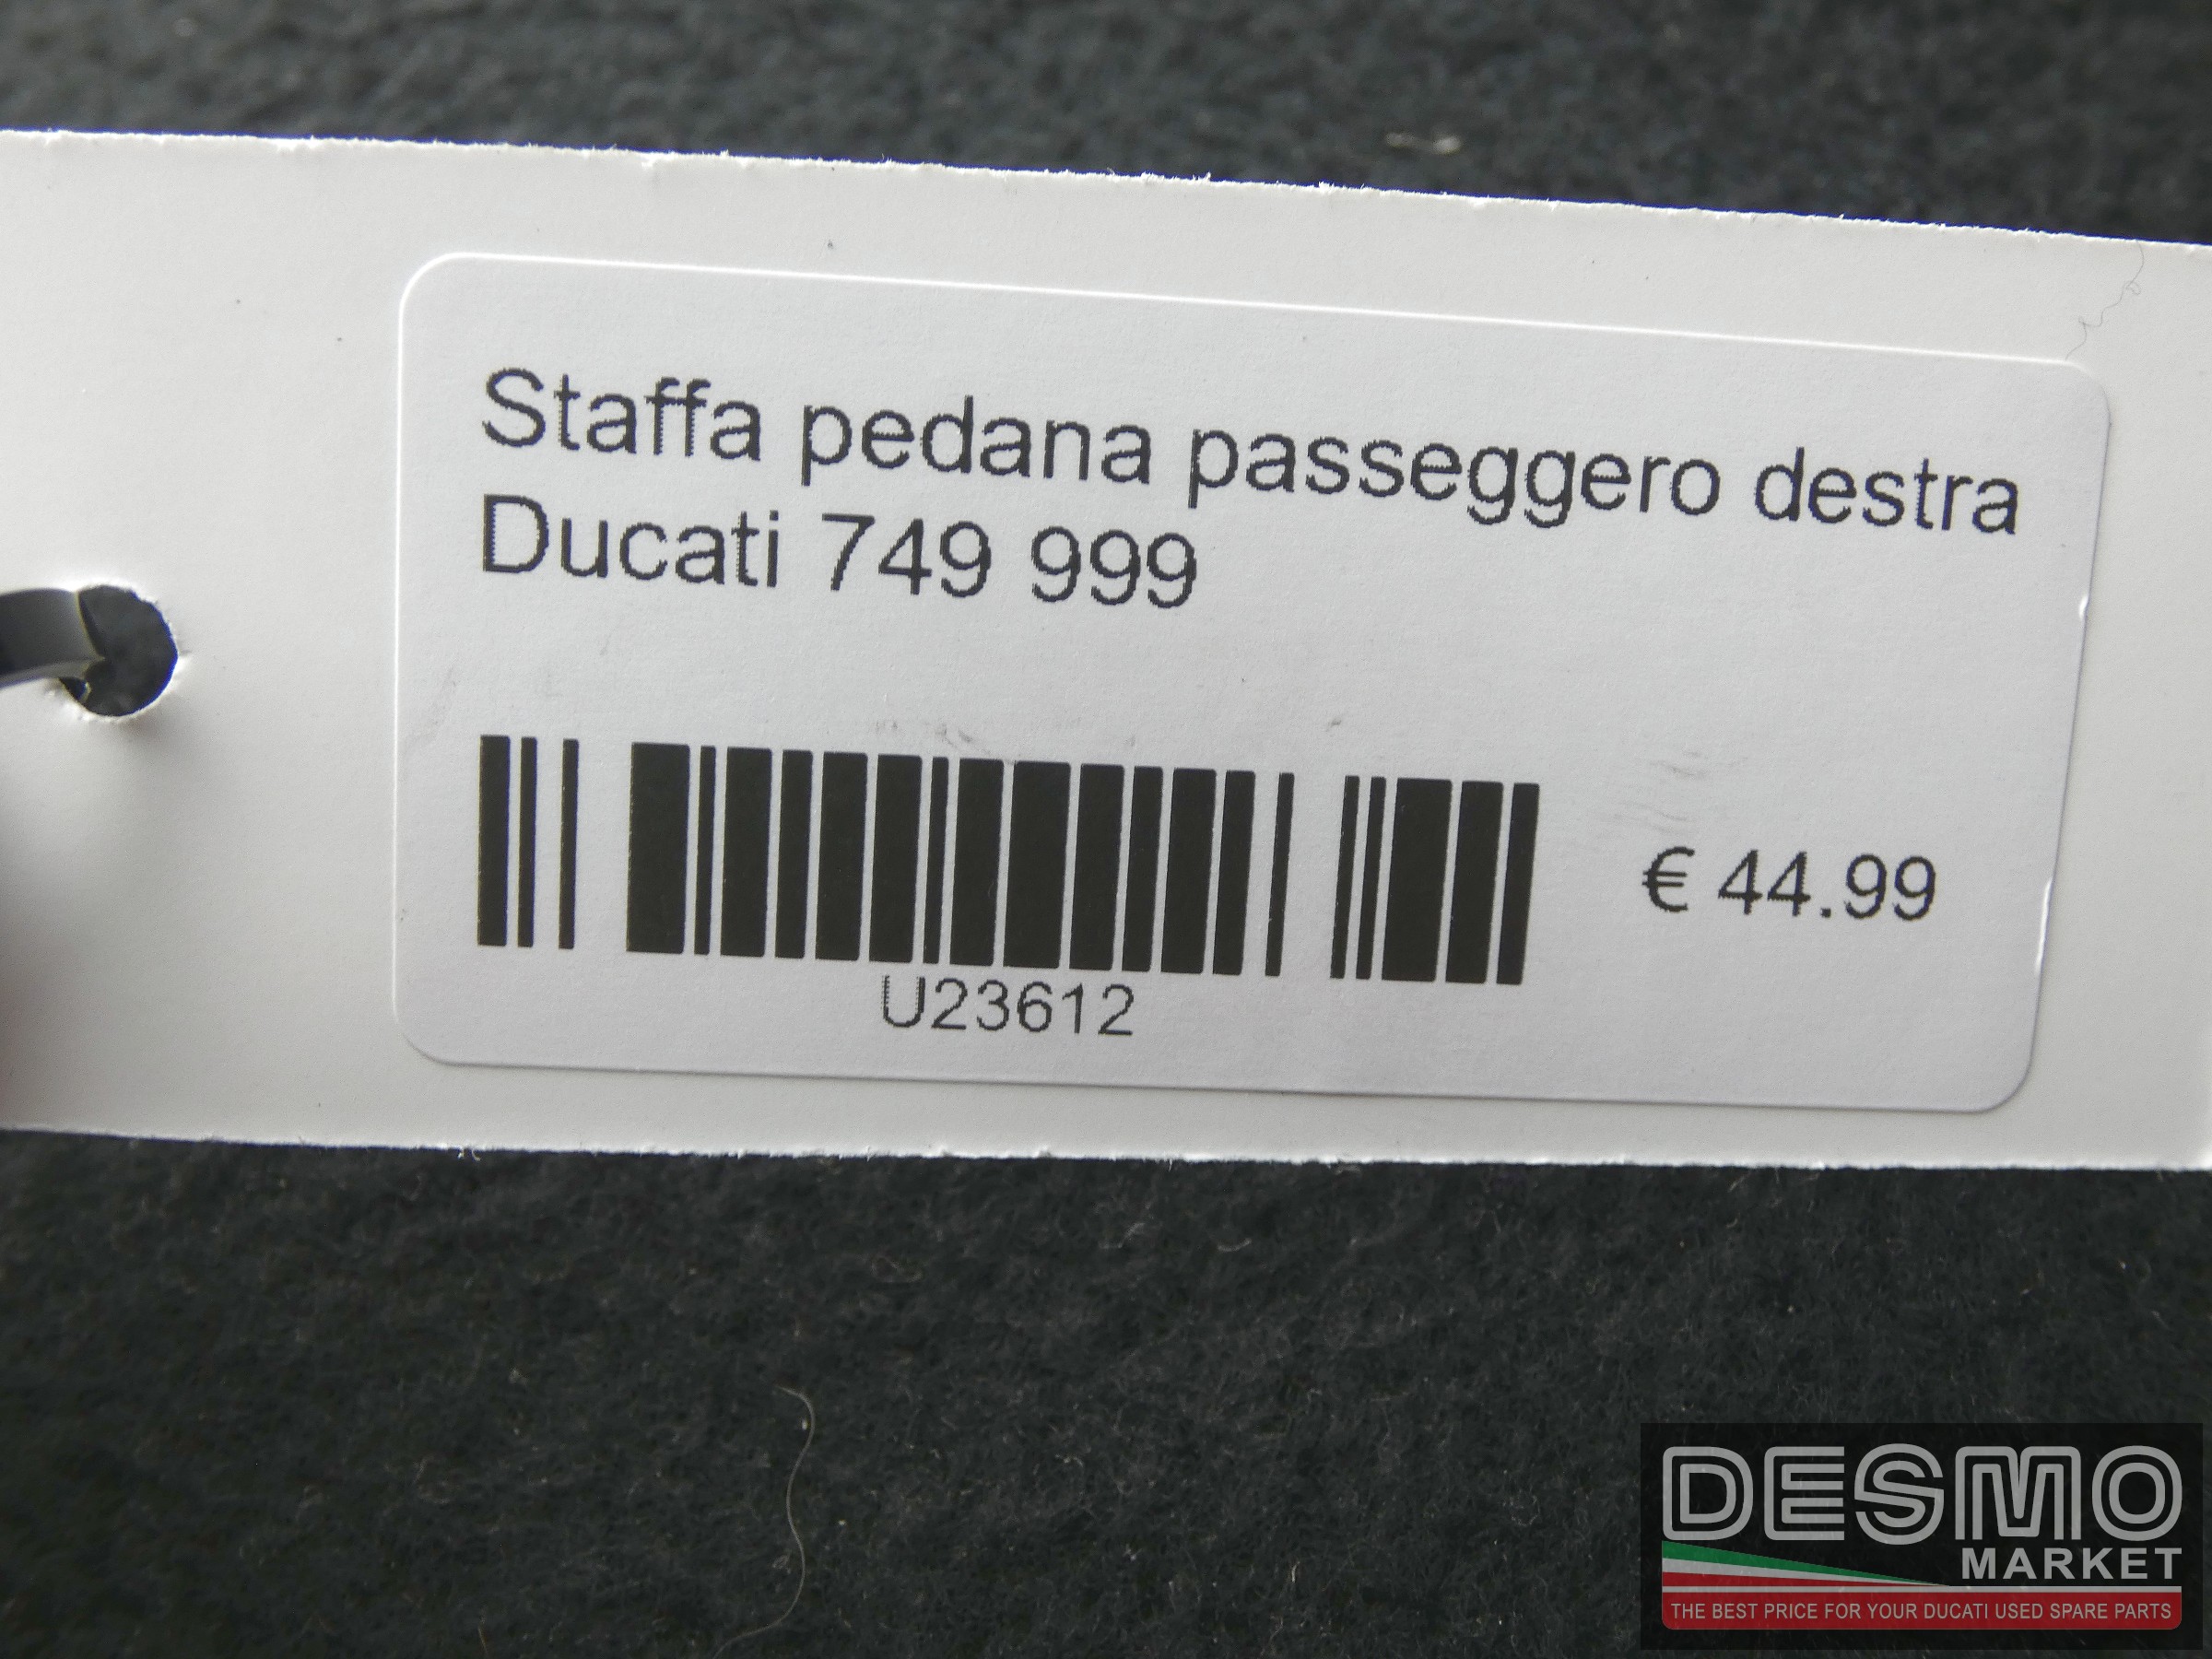 Staffa pedana passeggero destra
Ducati 749 999
€ 44.99
U23612
DESMO
MARKET
THE BEST PRICE FOR YOUR DUCATI USED SPARE PARTS